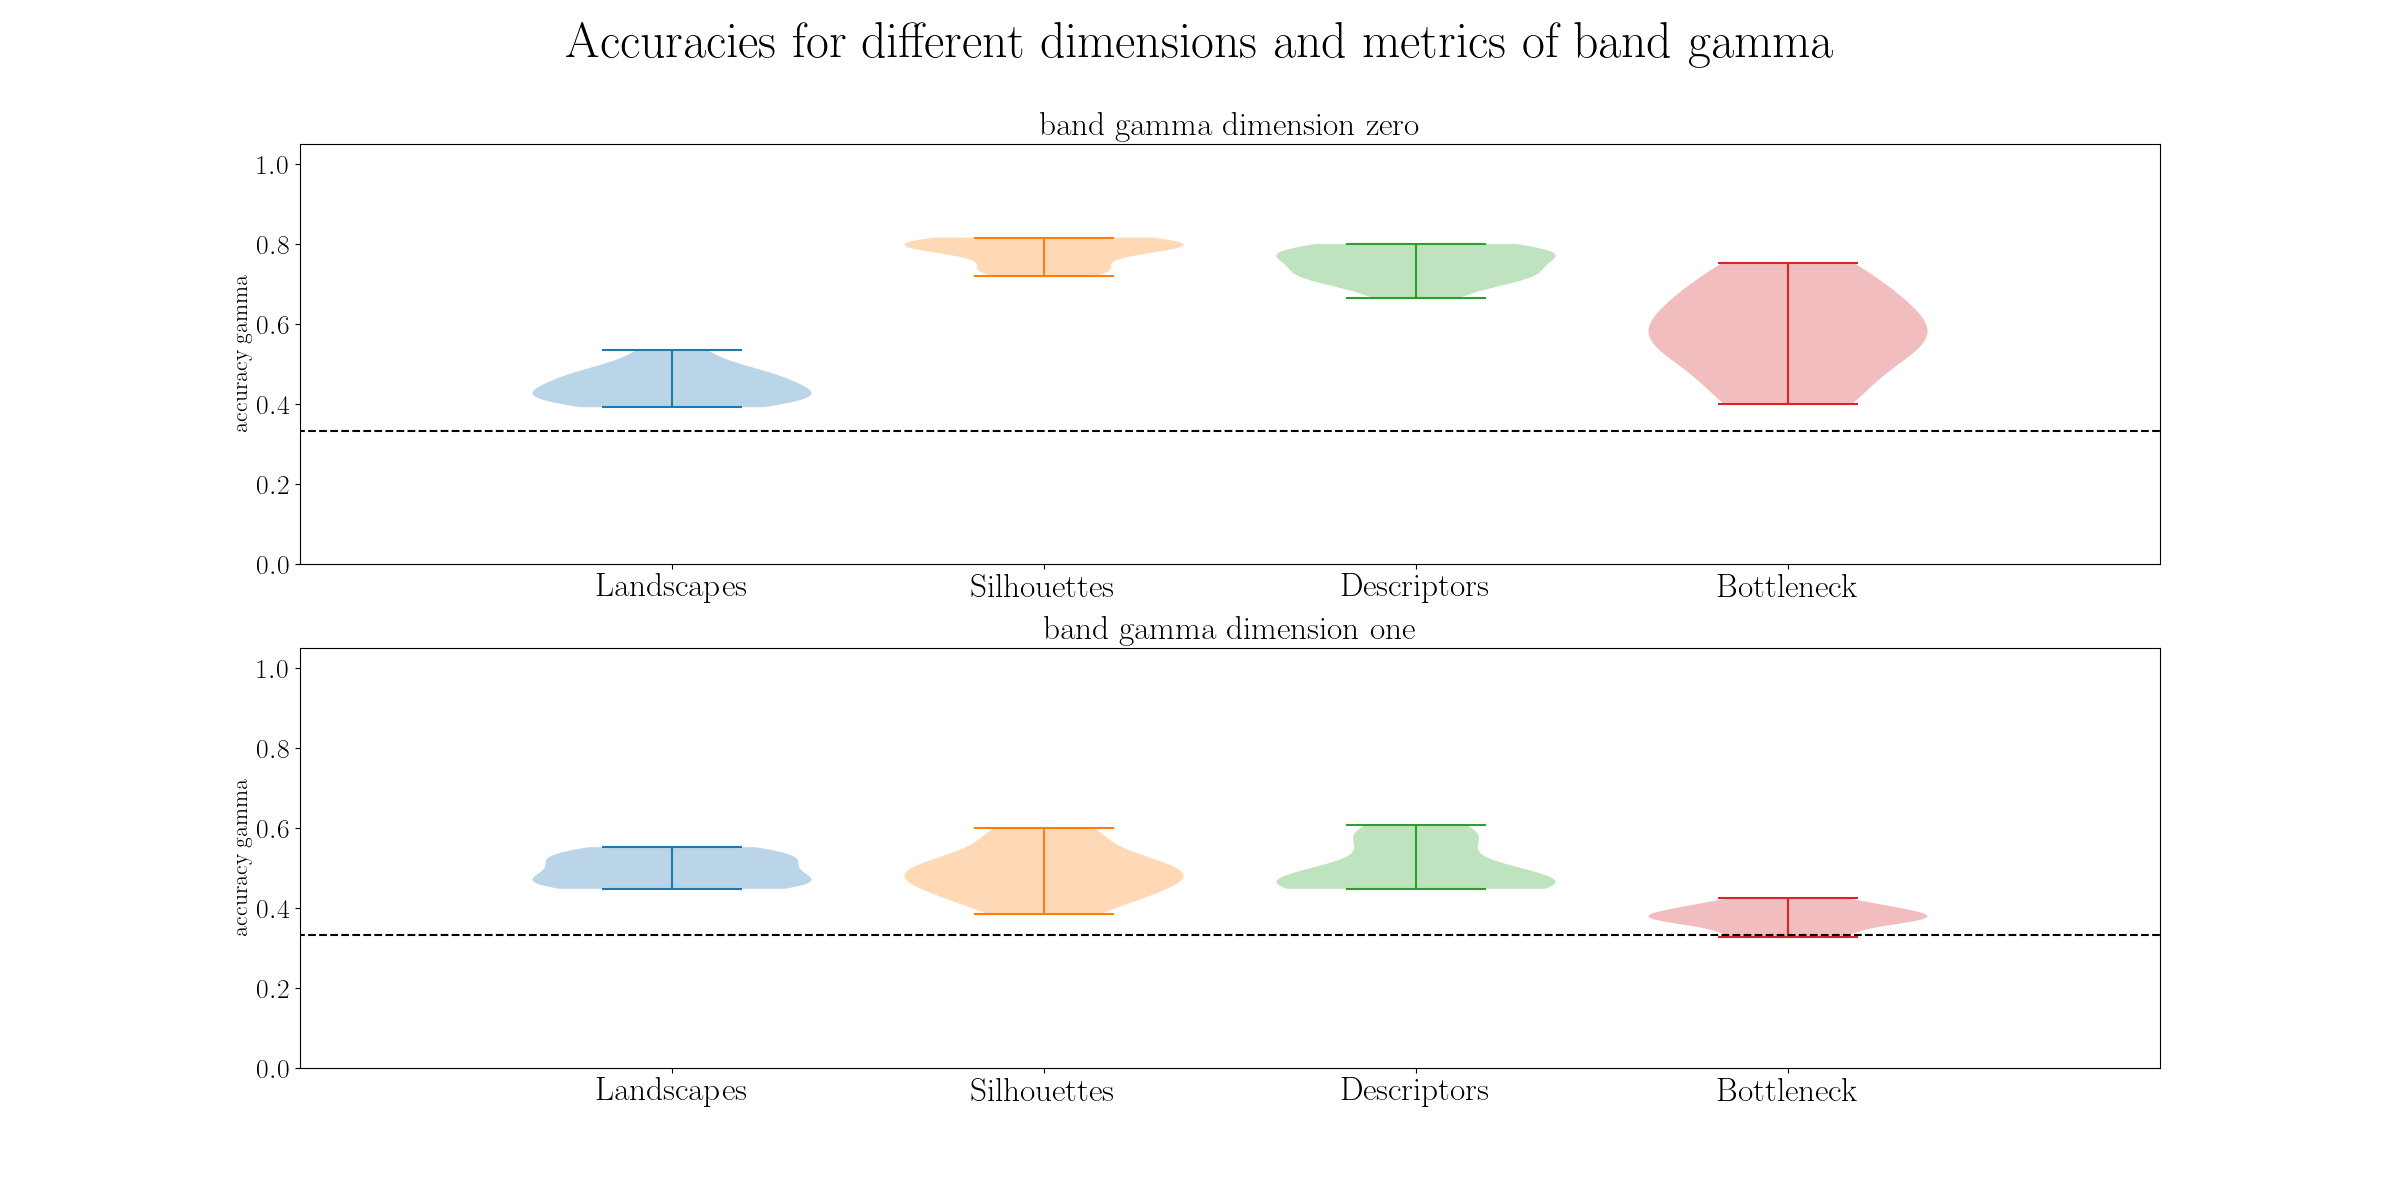 Accuracies for different dimensions and metrics of band gamma
band gamma dimension zero
accuracy gamma
1.0
0.8
0.6
0.4
0.2
0.0
Landscapes Silhouettes Descriptors Bottleneck
band gamma dimension one
accuracy gamma
1.0
0.8
0.6
0.4
0.2
0.0
Landscapes Silhouettes Descriptors Bottleneck